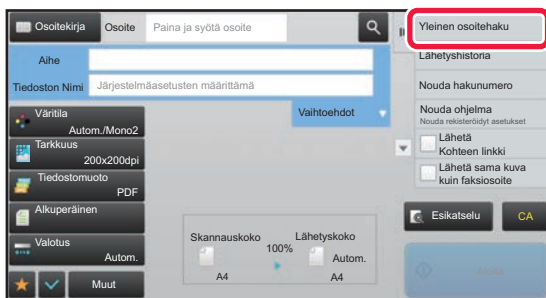 Osoitekirja
Osoite
Paina ja syötä osoite
Yleinen osoitehaku
Aihe
Tiedoston Nimi
Järjestelmäasetusten määrittämä
Vaihtoehdot
Väritila
Autom./Mono2
Tarkkuus
200x200dpi
Tiedostomuoto
PDF
Alkuperäinen
Valotus
Autom.
Muut
Skannauskoko
100%
Lähetyskoko
A4
Autom.
A4
Lähetyshistoria
Nouda hakunumero
Nouda ohjelma
Nouda rekisteröidyt asetukset
Lähetä
Kohteen linkki
Lähetä sama kuva
kuin faksiosoite
Esikatselu
CA
Aloita